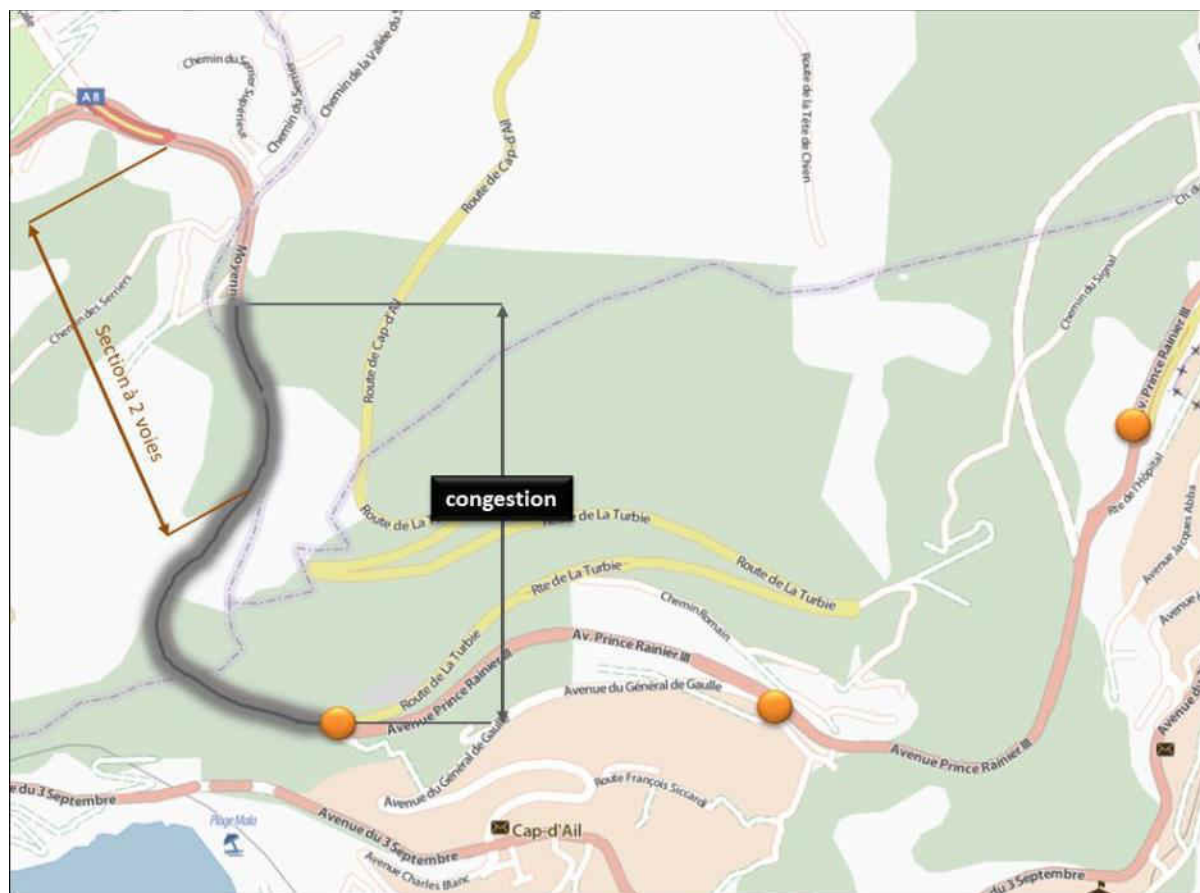 A 8
Chemin du Serrier Supérieur
Chemin du Serrier
Chemin de la Vallée du S
Route de Cap-d'Ail
Route de la Tête de Chien
Ch. d
Chemin du Signal
Moyenn
Chemin des Serriers
Section à 2 voies
Route de Cap-d'Ail
Av. Prince Rainier III
Rte de l'Hôpital
Avenue Jacques Abba
congestion
Route de La T
Route de La Turbie
Route de La Turbie
Rte de La Turbie
Chemin Romain
Route de La Turbie
Av. Prince Rainier III
Avenue Prince Rainier III
Avenue du Général de Gaulle
Avenue du Général de Gaulle
Avenue Prince Rainier III
Route François Siccardi
e du 3 Septembre
Avenue du 3 Septembre
Plage Mala
Cap-d'Ail
Avenue Charles Blanc
du 3 Septembre